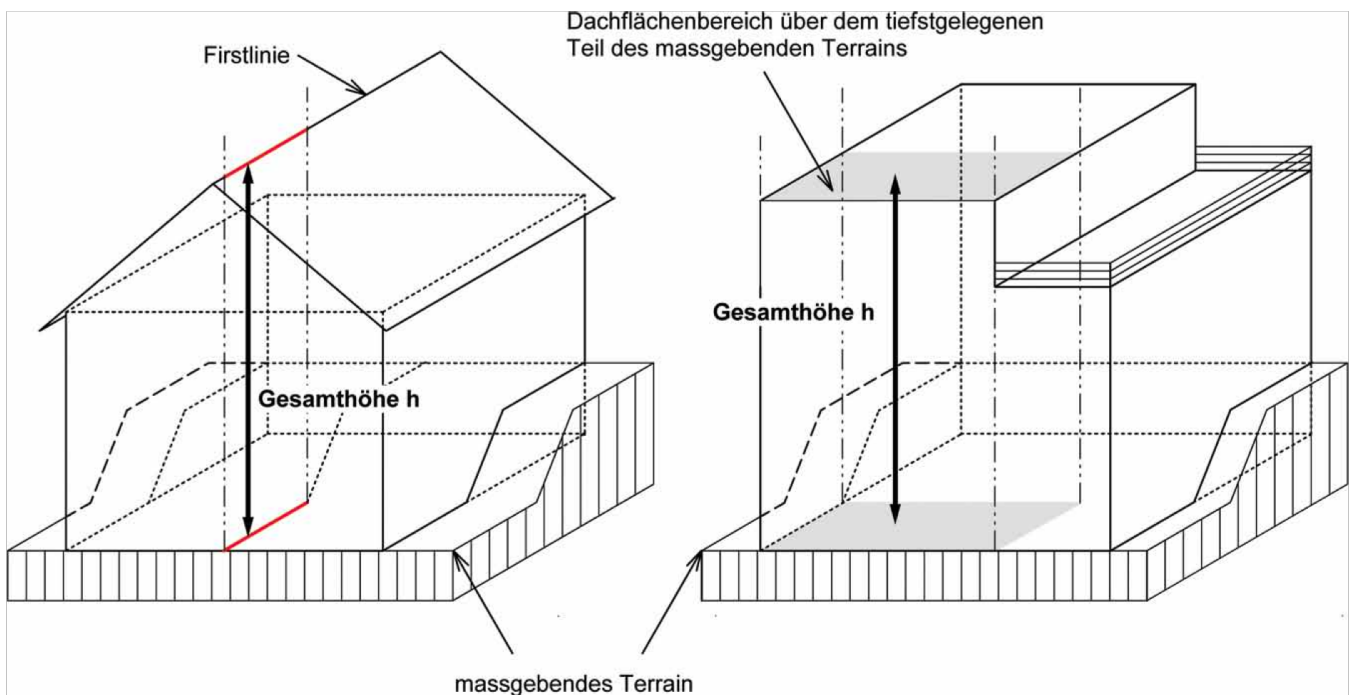 Dachflächenbereich über dem tiefstgelegenen
Teil des massgebenden Terrains
Firstlinie
Gesamthöhe h
Gesamthöhe h
massgebendes Terrain